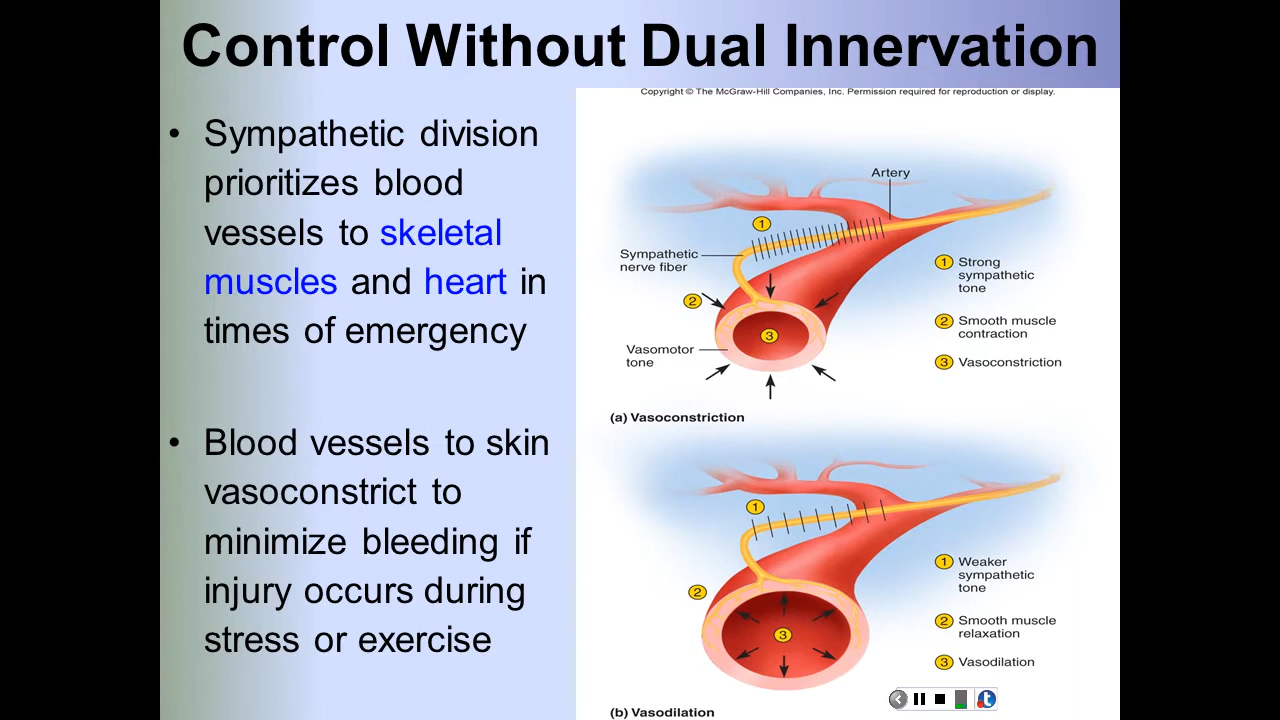 Control Without Dual Innervation
• Sympathetic division
prioritizes blood
vessels to skeletal
muscles and heart in
times of emergency
• Blood vessels to skin
vasoconstrict to
minimize bleeding if
injury occurs during
stress or exercise
Copyright © The McGraw-Hill Companies, Inc. Permission required for reproduction or display.
Artery
1
Sympathetic
nerve fiber
2
3
Vasomotor
tone
1 Strong
sympathetic
tone
2 Smooth muscle
contraction
3 Vasoconstriction
(a) Vasoconstriction
1
2
3
1 Weaker
sympathetic
tone
2 Smooth muscle
relaxation
3 Vasodilation
(b) Vasodilation
t